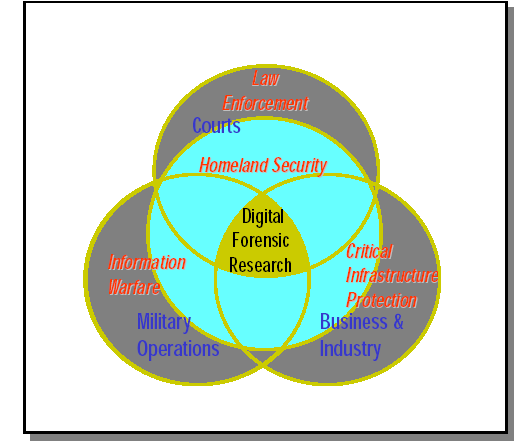 Law
Enforcement
Courts
Homeland Security
Digital
Forensic
Research
Information
Warfare
Critical
Infrastructure
Protection
Military
Operations
Business &
Industry